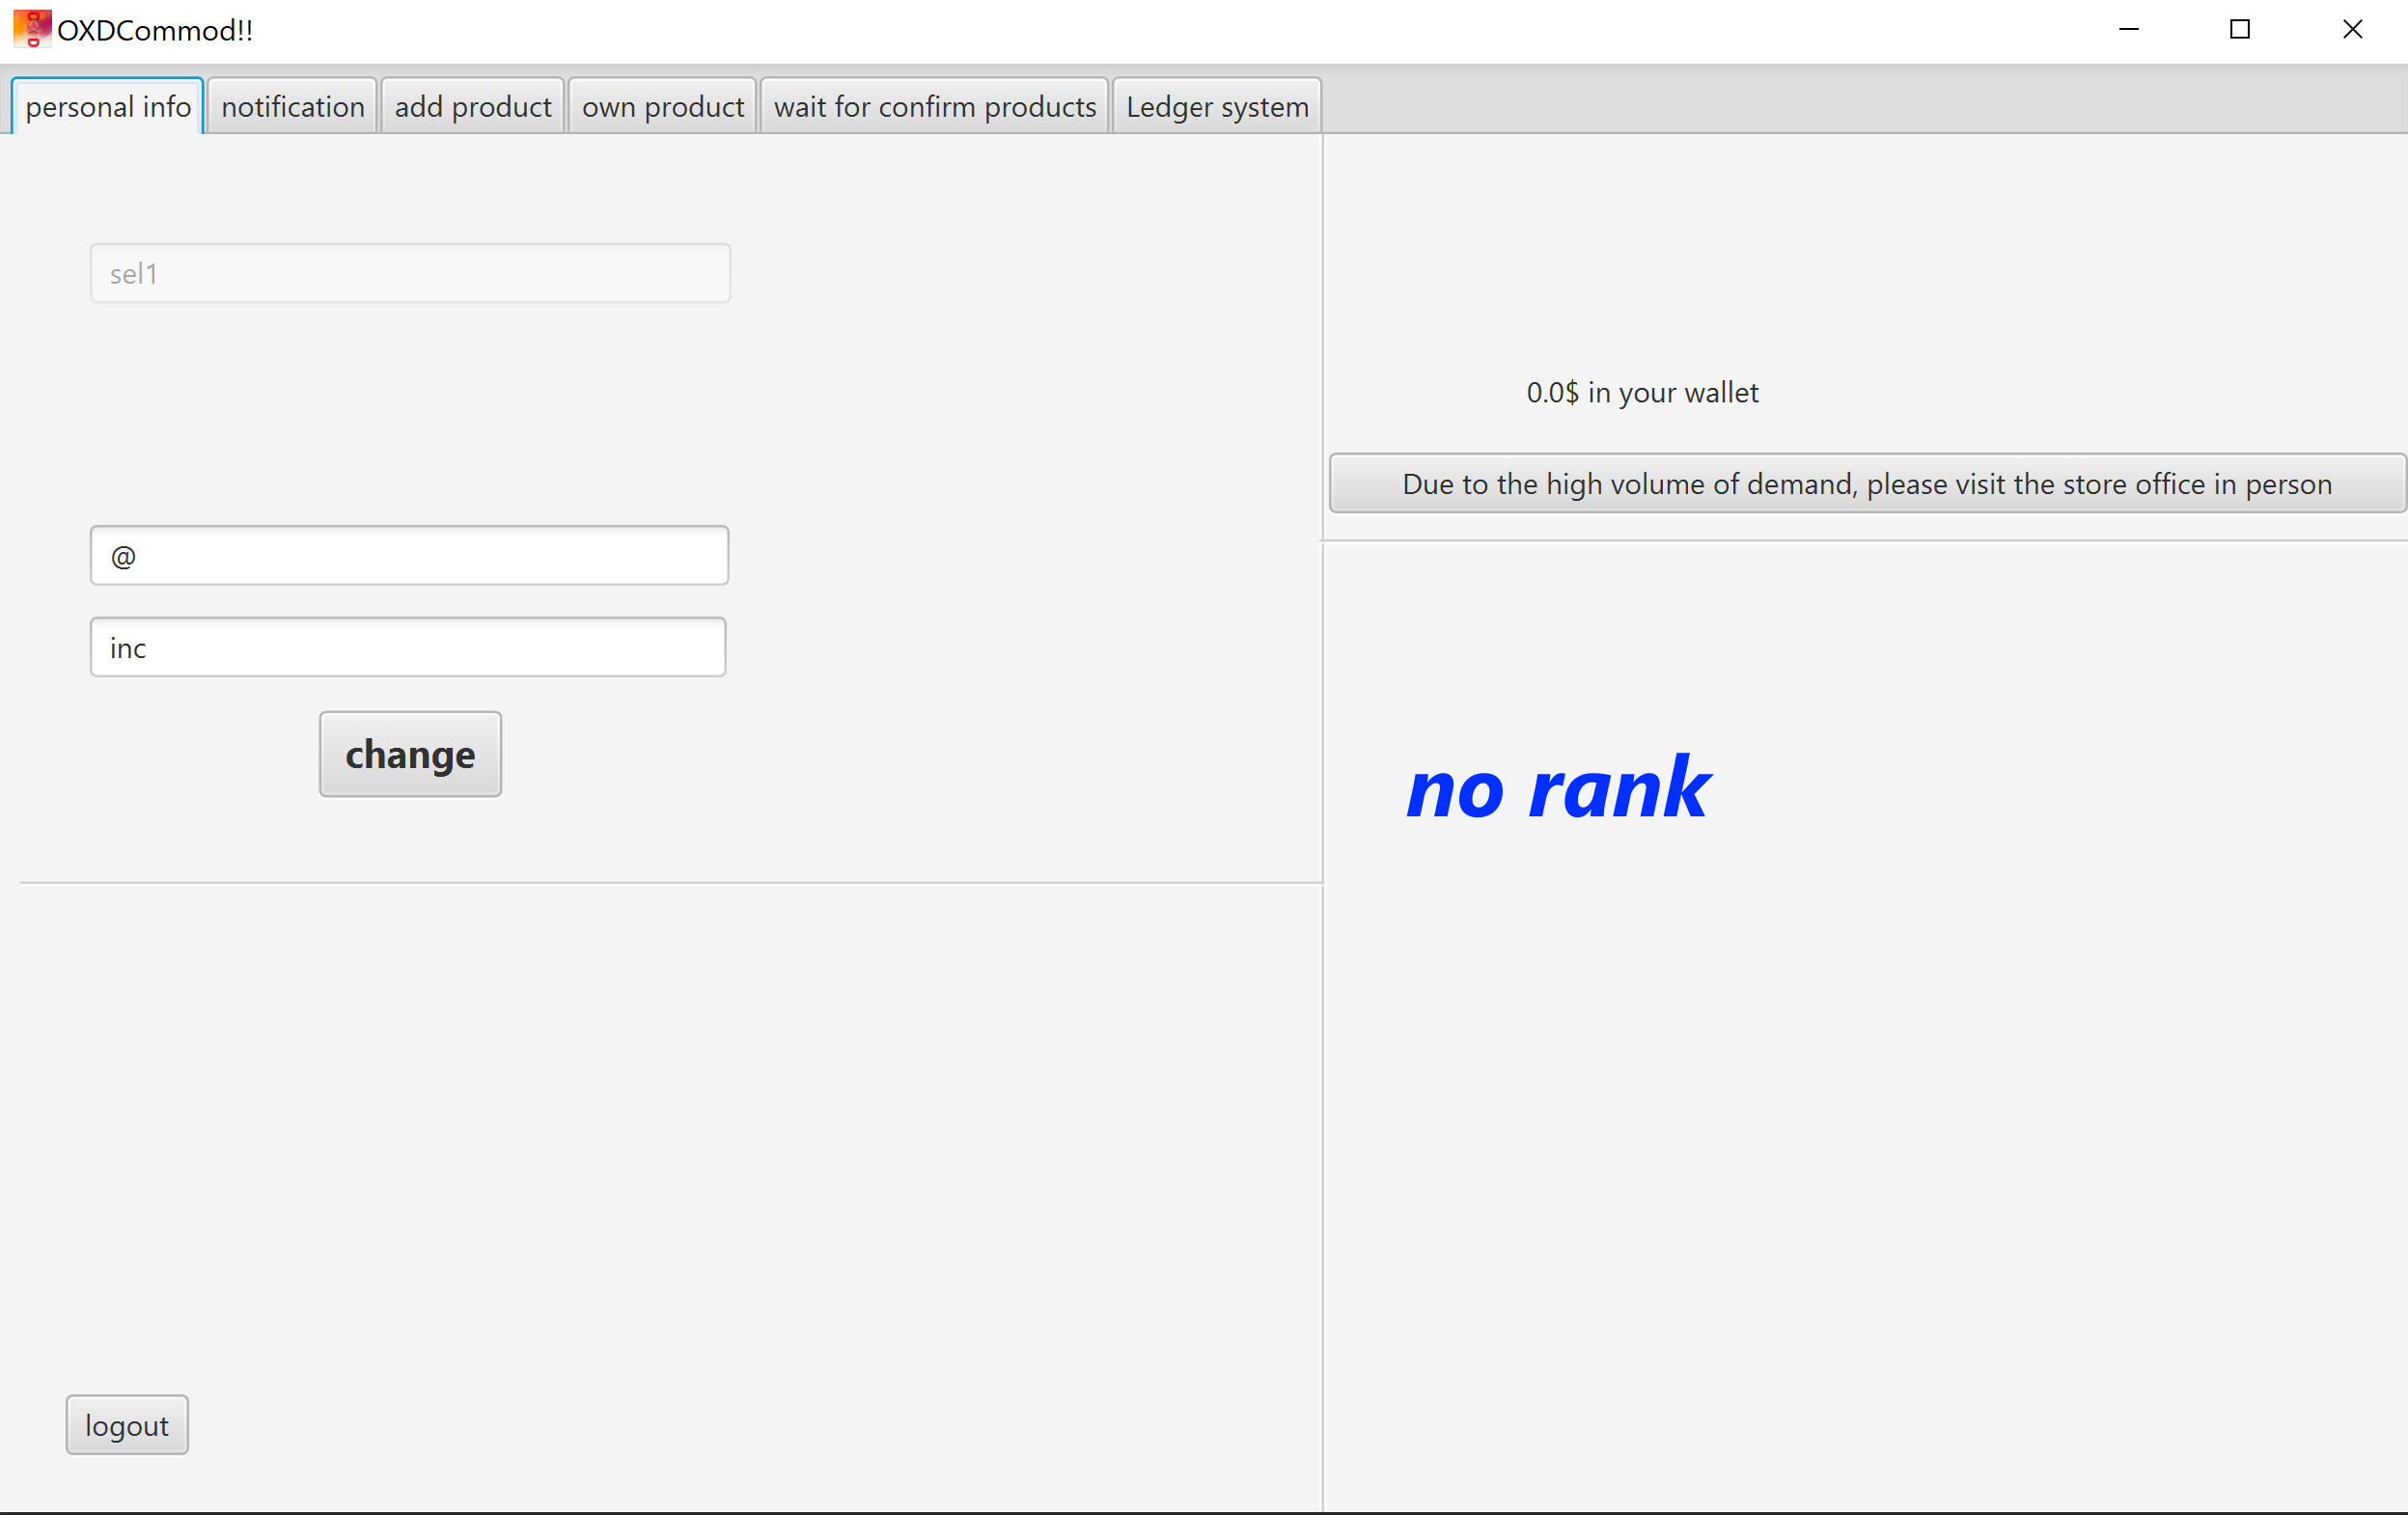 OXD
OXDCommod!!
personal info
notification
add product
own product
wait for confirm products
Ledger system
sel1
@
inc
change
logout
0.0$ in your wallet
Due to the high volume of demand, please visit the store office in person
no rank